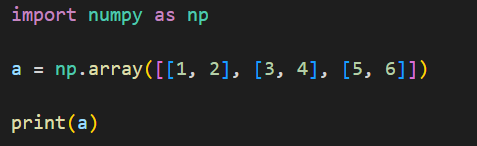 import numpy as np
a = np.array([[1, 2], [3, 4], [5, 6]])
print(a)